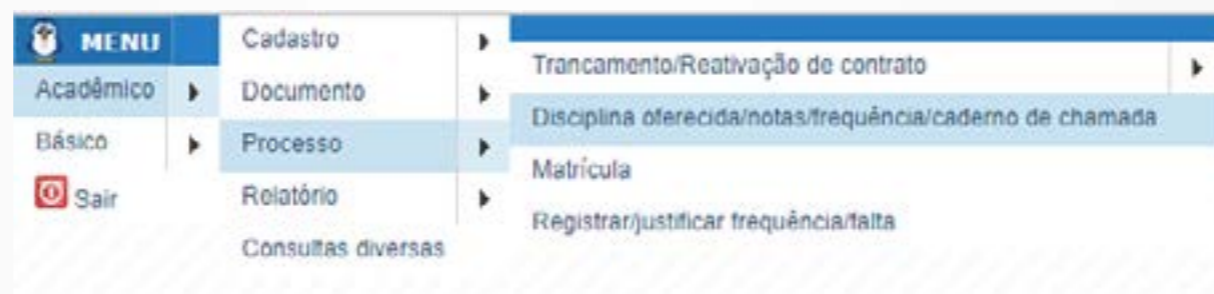 MENU
Acadêmico
Básico
Sair
Cadastro
Documento
Processo
Relatório
Consultas diversas
Trancamento/Reativação de contrato
Disciplina oferecida/notas/frequência/caderno de chamada
Matrícula
Registrar/justificar frequência/falta